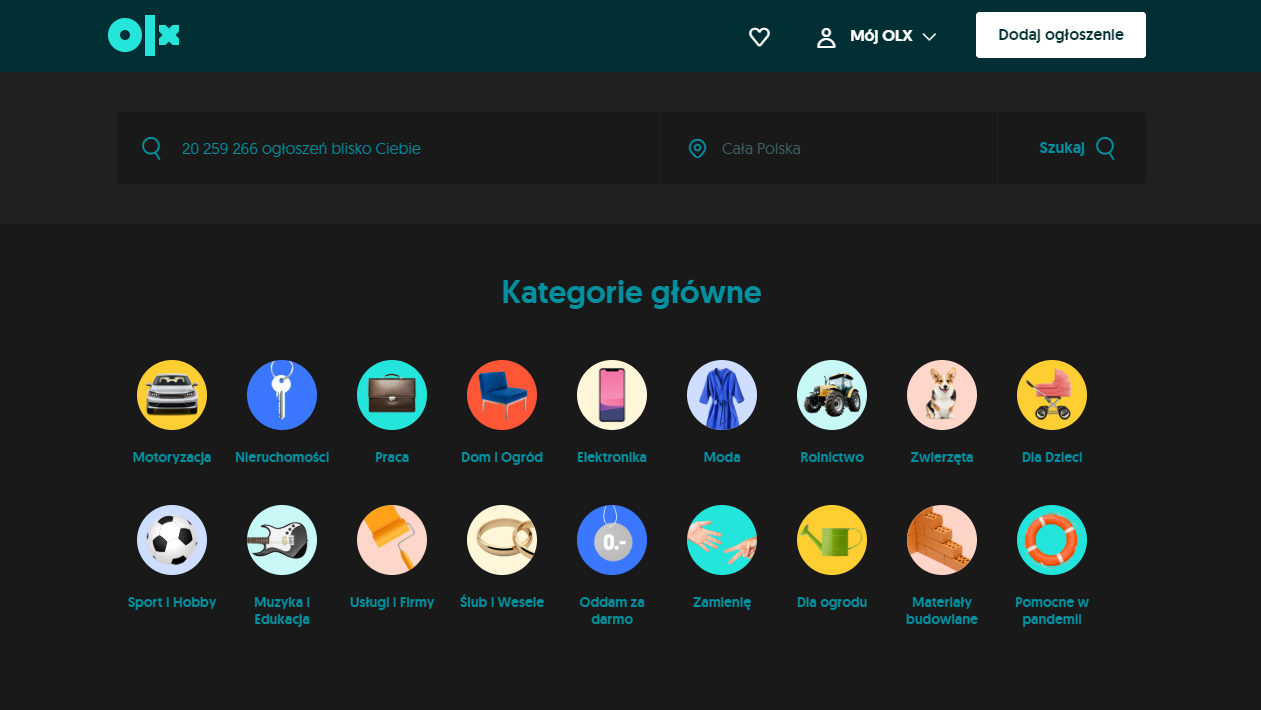 olx
Mój OLX
Dodaj ogłoszenie
20 259 266 ogłoszeń blisko Ciebie
Cała Polska
Szukaj
Kategorie główne
Motoryzacja
Nieruchomości
Praca
Dom i Ogród
Elektronika
Moda
Rolnictwo
Zwierzęta
Dla Dzieci
0.-
Sport i Hobby
Muzyka i
Edukacja
Usługi i Firmy
Ślub i Wesele
Oddam za
darmo
Zamienię
Dla ogrodu
Materiały
budowlane
Pomocne w
pandemii